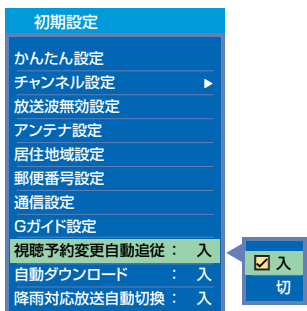 初期設定
かんたん設定
チャンネル設定 ▶
放送波無効設定
アンテナ設定
居住地域設定
郵便番号設定
通信設定
Gガイド設定
視聴予約変更自動追従 : 入
自動ダウンロード : 入
降雨対応放送自動切換 : 入
入
切